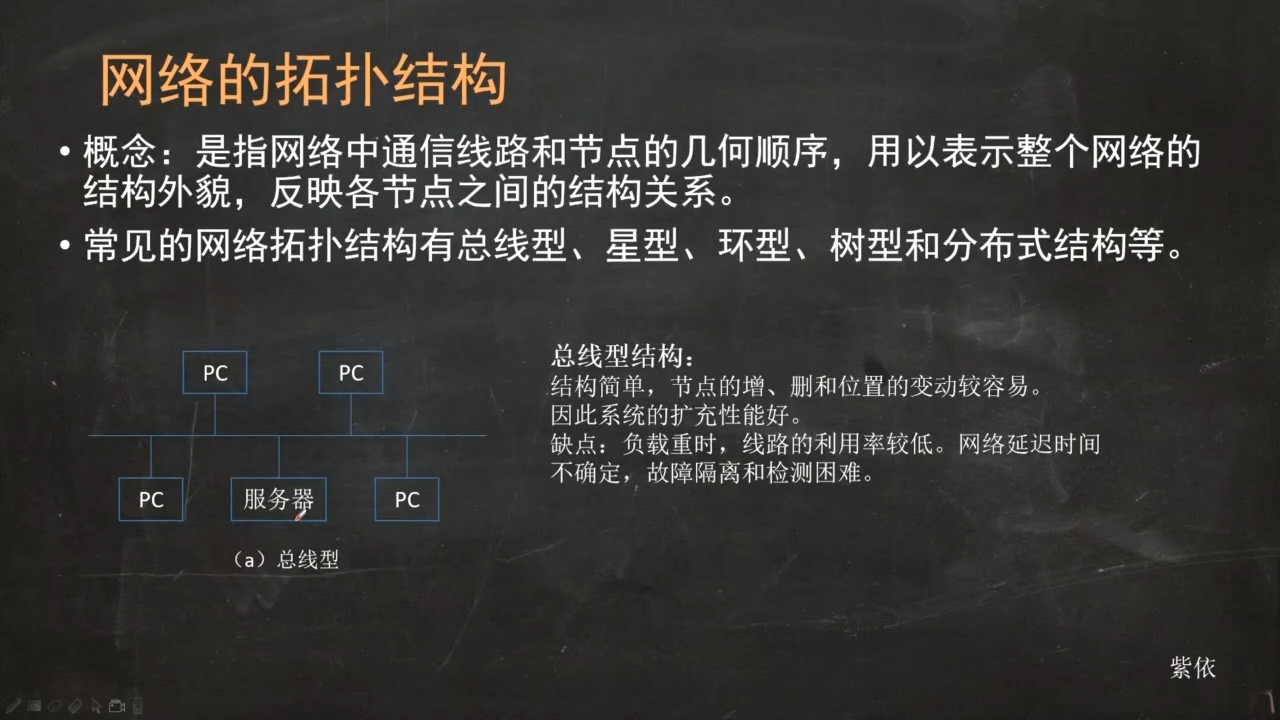 网络的拓扑结构
• 概念：是指网络中通信线路和节点的几何顺序，用以表示整个网络的
结构外貌，反映各节点之间的结构关系。
• 常见的网络拓扑结构有总线型、星型、环型、树型和分布式结构等。
PC
PC
PC
服务器
PC
（a）总线型
总线型结构：
结构简单，节点的增、删和位置的变动较容易。
因此系统的扩充性能好。
缺点：负载重时，线路的利用率较低。网络延迟时间
不确定，故障隔离和检测困难。
紫依